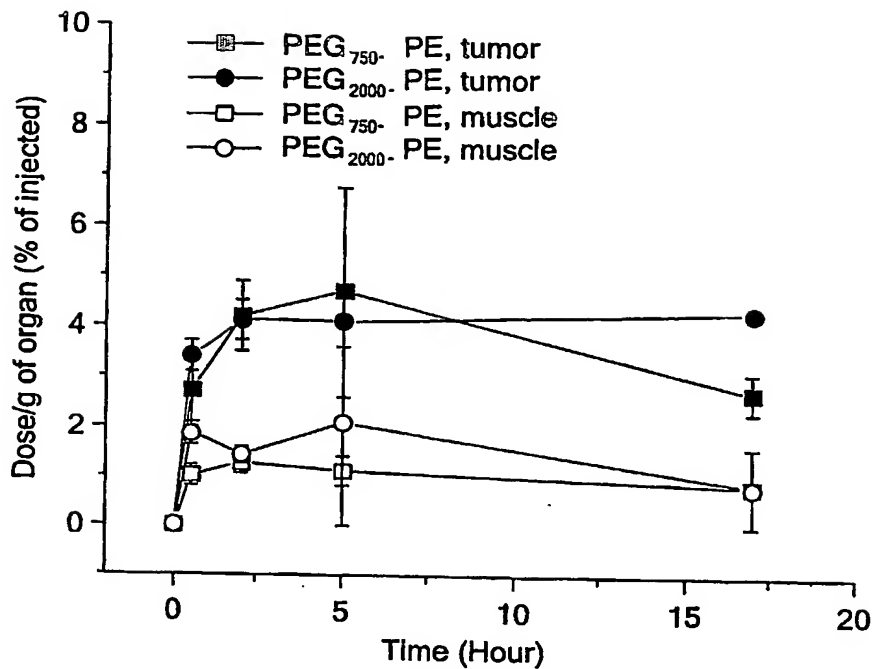 10
8
6
4
2
0
Dose/g of organ (% of injected)
PEG750- PE, tumor
PEG2000- PE, tumor
PEG750- PE, muscle
PEG2000- PE, muscle
0
5
10
15
20
Time (Hour)